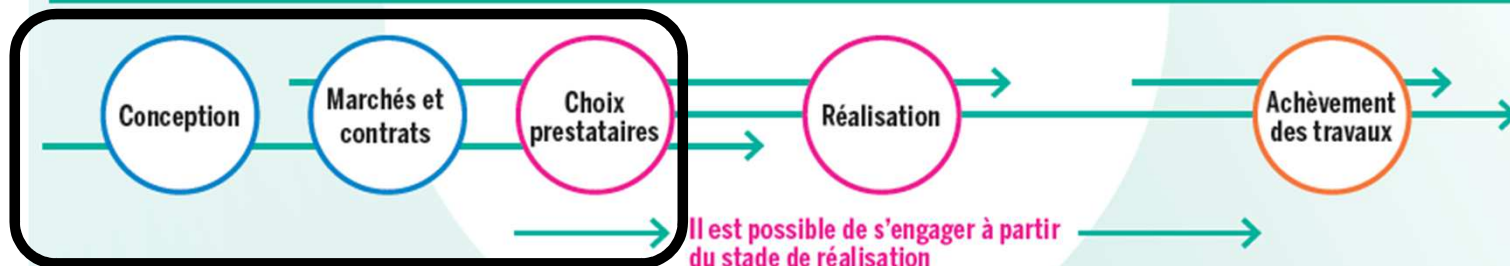 Conception
Marchés et
contrats
Choix
prestataires
Réalisation
Achèvement
des travaux
Il est possible de s'engager à partir
du stade de réalisation